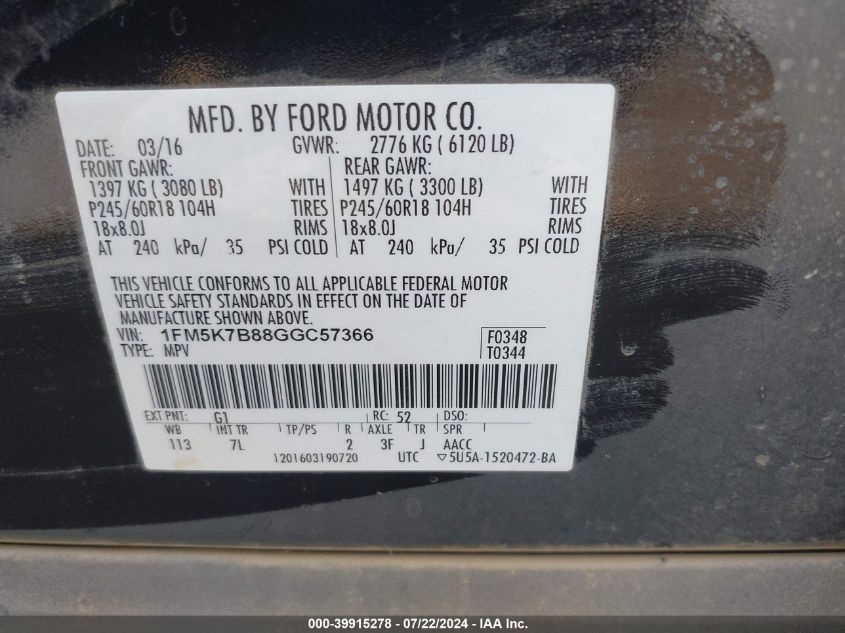 MFD. BY FORD MOTOR CO.
DATE: 03/16 GVWR: 2776 KG ( 6120 LB)
FRONT GAWR: REAR GAWR:
1397 KG ( 3080 LB) WITH 1497 KG ( 3300 LB) WITH
P245/60R18 104H TIRES P245/60R18 104H TIRES
18x8.0J RIMS 18x8.0J RIMS
AT 240 kPa/ 35 PSI COLD AT 240 kPa/ 35 PSI COLD
THIS VEHICLE CONFORMS TO ALL APPLICABLE FEDERAL MOTOR
VEHICLE SAFETY STANDARDS IN EFFECT ON THE DATE OF
MANUFACTURE SHOWN ABOVE.
VIN: 1FM5K7B88GGC57366 F0348
TYPE: MPV T0344
EXT PNT: G1 RC: 52 DSO:
WB INT TR TP/PS R AXLE TR SPR
113 7L 2 3F J AACC
1201603190720 UTC ▽5U5A-1520472-BA
000-39915278 - 07/22/2024 - www.iaai.com